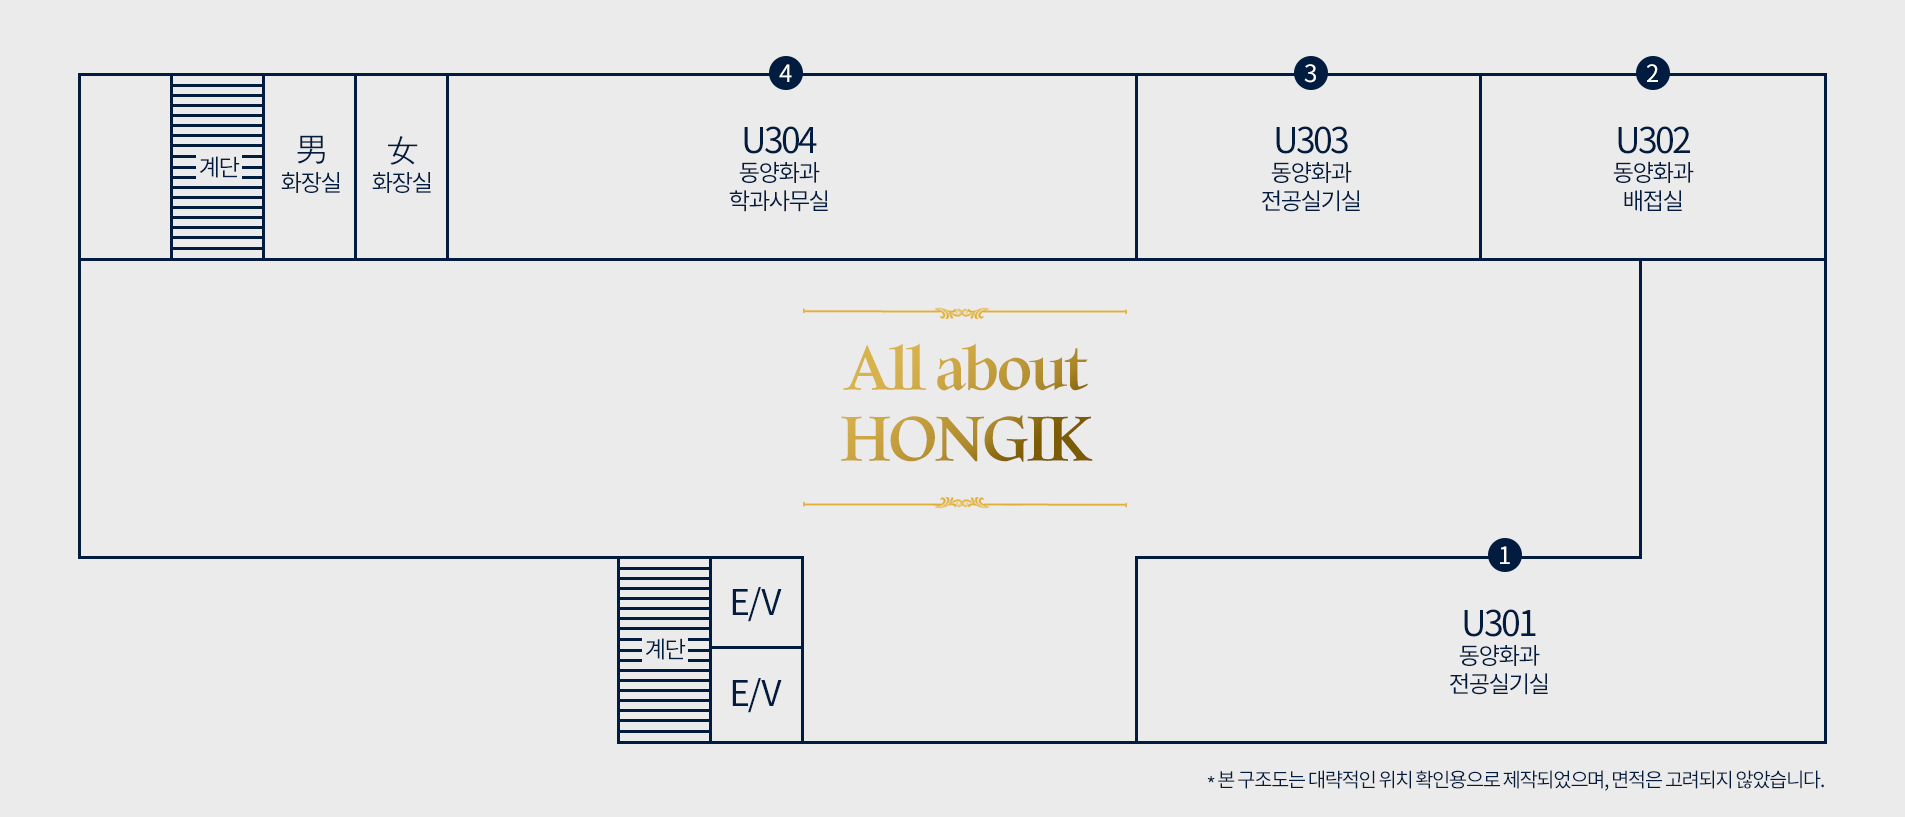 4
3
2
U304
동양화과
학과사무실
U303
동양화과
전공실기실
U302
동양화과
배접실
계단
男
화장실
女
화장실
All about
HONGIK
1
U301
동양화과
전공실기실
계단
E/V
E/V
* 본 구조도는 대략적인 위치 확인용으로 제작되었으며, 면적은 고려되지 않았습니다.